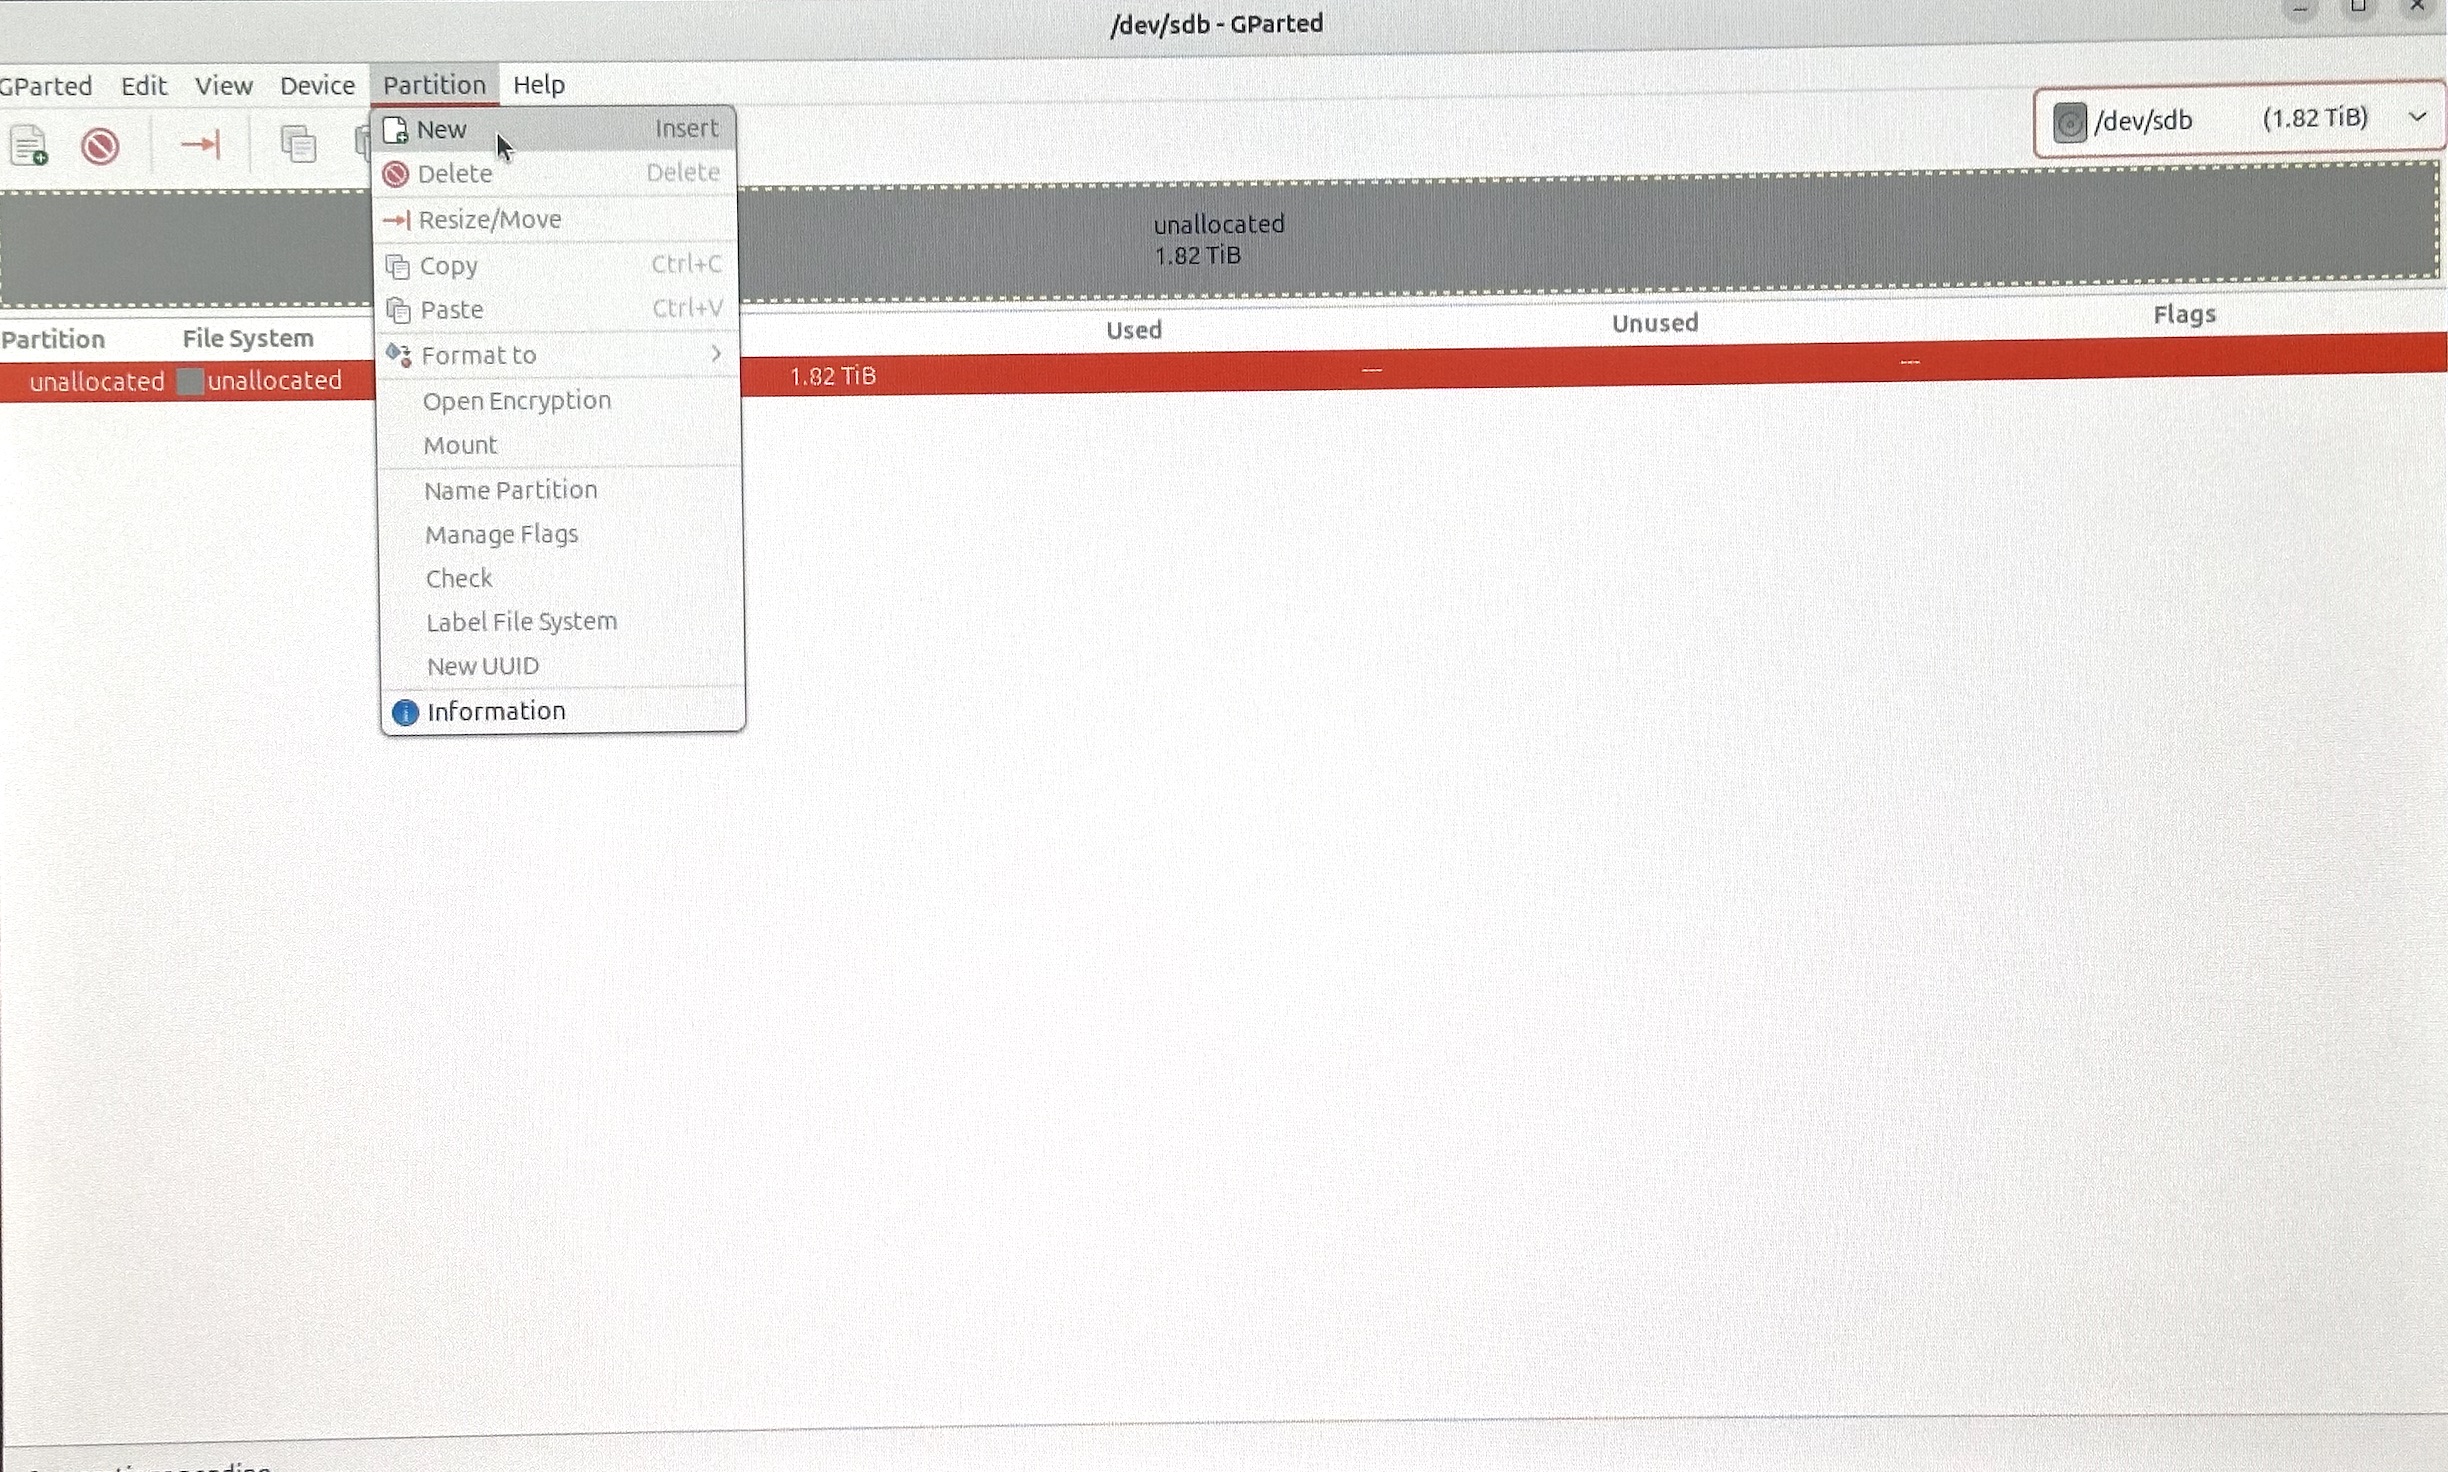 /dev/sdb - GParted
GParted Edit View Device Partition Help
/dev/sdb (1.82 TiB)
New Insert
Delete Delete
Resize/Move
Copy Ctrl+C
Paste Ctrl+V
Format to
Open Encryption
Mount
Name Partition
Manage Flags
Check
Label File System
New UUID
Information
unallocated
1.82 TiB
Partition File System Used Unused Flags
unallocated unallocated 1.82 TiB — —